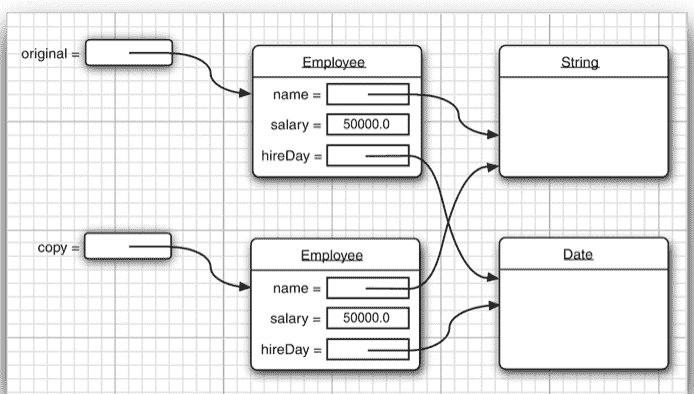 original =
Employee
name =
salary = 50000.0
hireDay =
String
copy =
Employee
name =
salary = 50000.0
hireDay =
Date